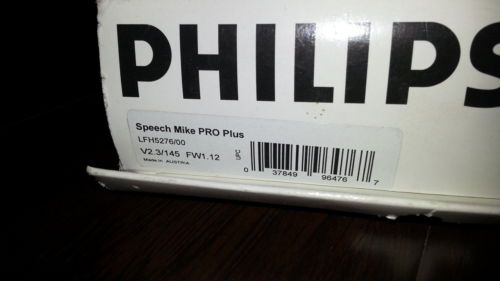 PHILIPS
Speech Mike PRO Plus
LFH5276/00
V2.3/145 FW1.12
Made in AUSTRIA
UPC
0 37849 96476 7